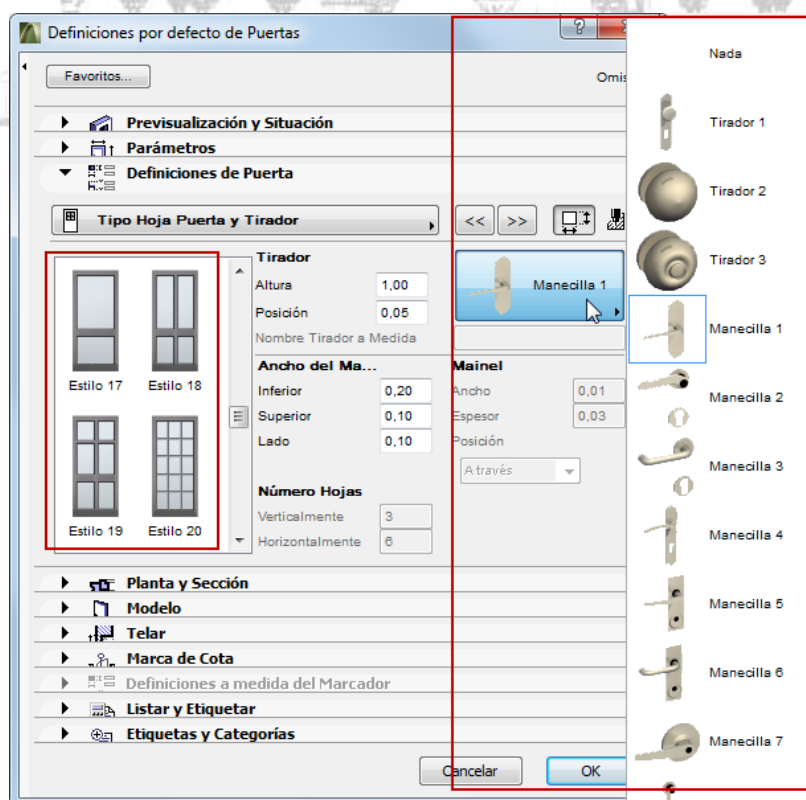 Definiciones por defecto de Puertas
?
Favoritos...
Omis
Previsualización y Situación
Parámetros
Definiciones de Puerta
Tipo Hoja Puerta y Tirador
<<
>>
Estilo 17
Estilo 18
Estilo 19
Estilo 20
Tirador
Altura
1,00
Posición
0,05
Nombre Tirador a Medida
Manecilla 1
Ancho del Ma...
Inferior
0,20
Superior
0,10
Lado
0,10
Mainel
Ancho
0,01
Espesor
0,03
Posición
A través
Número Hojas
Verticalmente
3
Horizontalmente
6
Planta y Sección
Modelo
Telar
Marca de Cota
Definiciones a medida del Marcador
Listar y Etiquetar
Etiquetas y Categorías
Cancelar
OK
Nada
Tirador 1
Tirador 2
Tirador 3
Manecilla 1
Manecilla 2
Manecilla 3
Manecilla 4
Manecilla 5
Manecilla 6
Manecilla 7